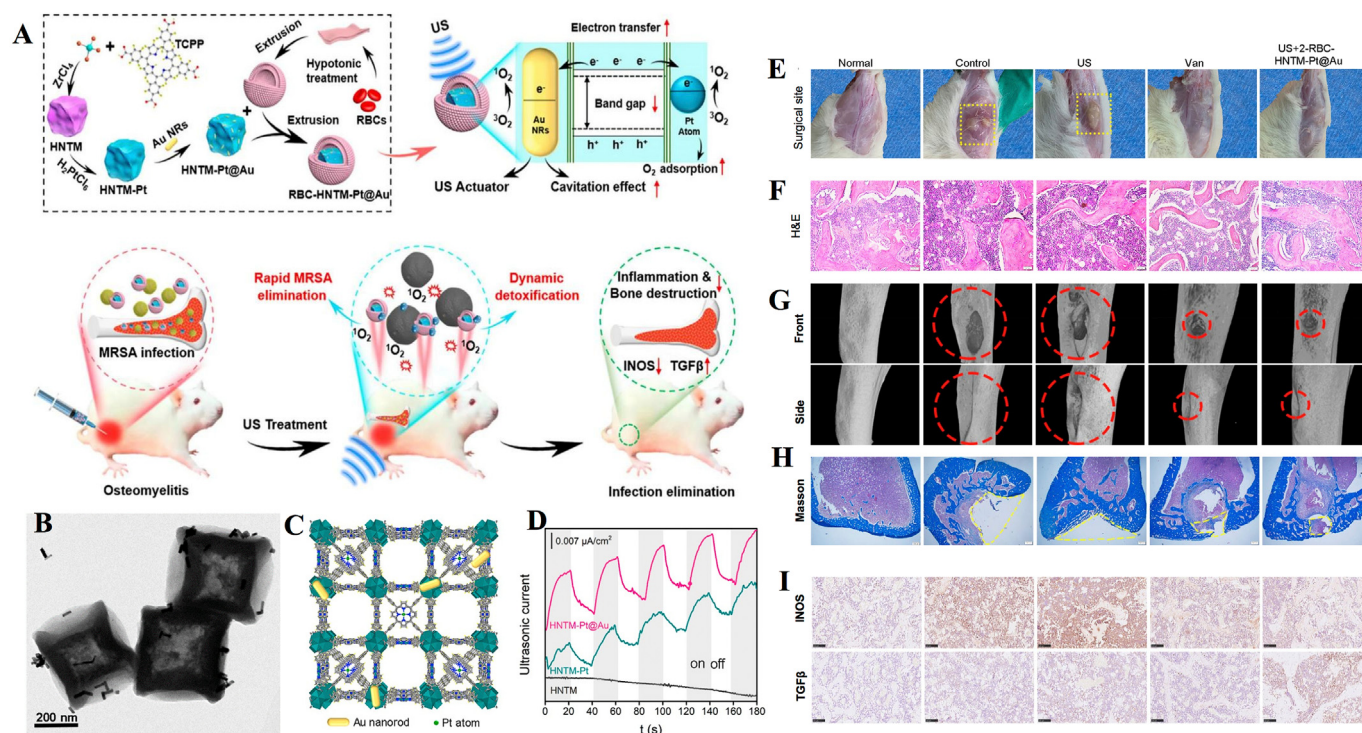 A
TCPP
ZrCl4
HNTM
H2PtCl6
HNTM-Pt
Au NRs
HNTM-Pt@Au
Extrusion
Hypotonic
treatment
RBCs
Extrusion
RBC-HNTM-Pt@Au
US
Electron transfer
1O2
3O2
e-
Au
NRs
e- e- e-
Band gap
h+ h+ h+
e-
Pt
Atom
1O2
3O2
O2 adsorption
US Actuator
Cavitation effect
MRSA infection
Osteomyelitis
US Treatment
Rapid MRSA
elimination
Dynamic
detoxification
1O2
1O2
1O2
1O2
Inflammation &
Bone destruction
INOS TGFβ
Infection elimination
B
200 nm
C
Au nanorod Pt atom
D
0.007 μA/cm2
Ultrasonic current
HNTM-Pt@Au
HNTM-Pt
HNTM
on off
0 20 40 60 80 100 120 140 160 180
t (s)
E
Normal Control US Van US+2-RBC-
HNTM-Pt@Au
Surgical site
F
H&E
G
Front
Side
H
Masson
I
INOS
TGFβ